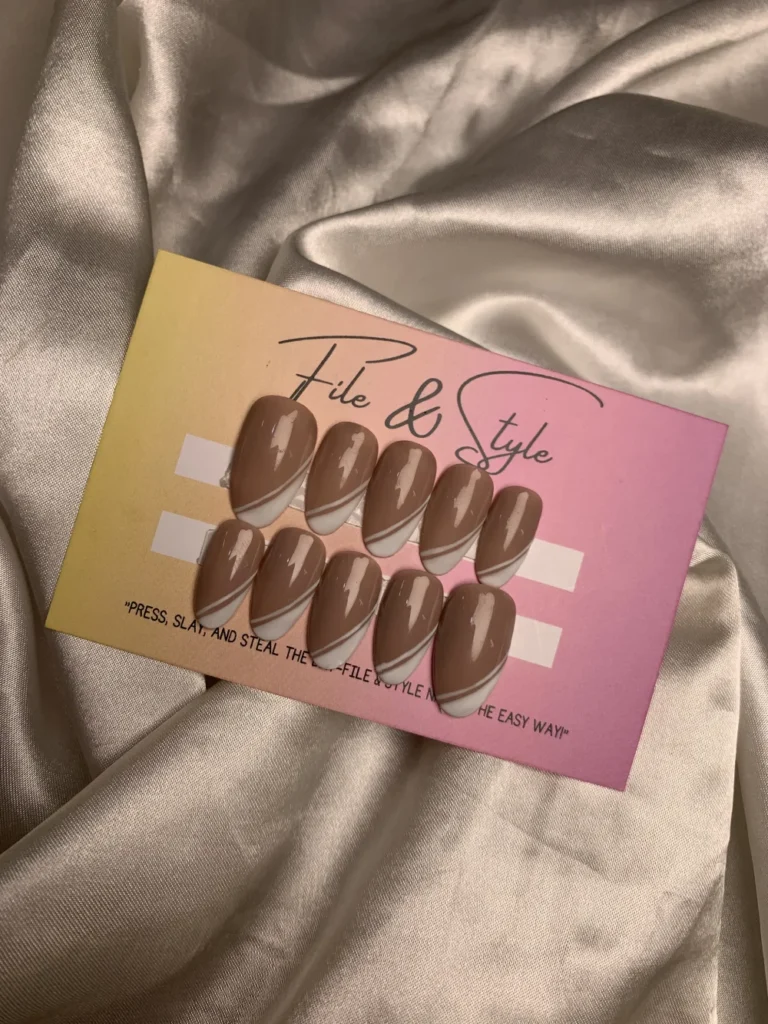 File & Style
"PRESS, SLAY, AND STEAL THE -FILE & STYLE THE EASY WAY!"